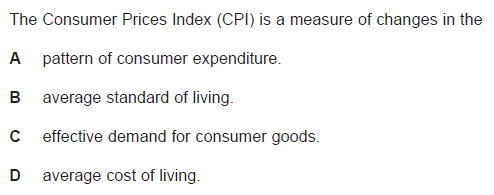 The Consumer Prices Index (CPI) is a measure of changes in the
A pattern of consumer expenditure.
B average standard of living.
C effective demand for consumer goods.
D average cost of living.